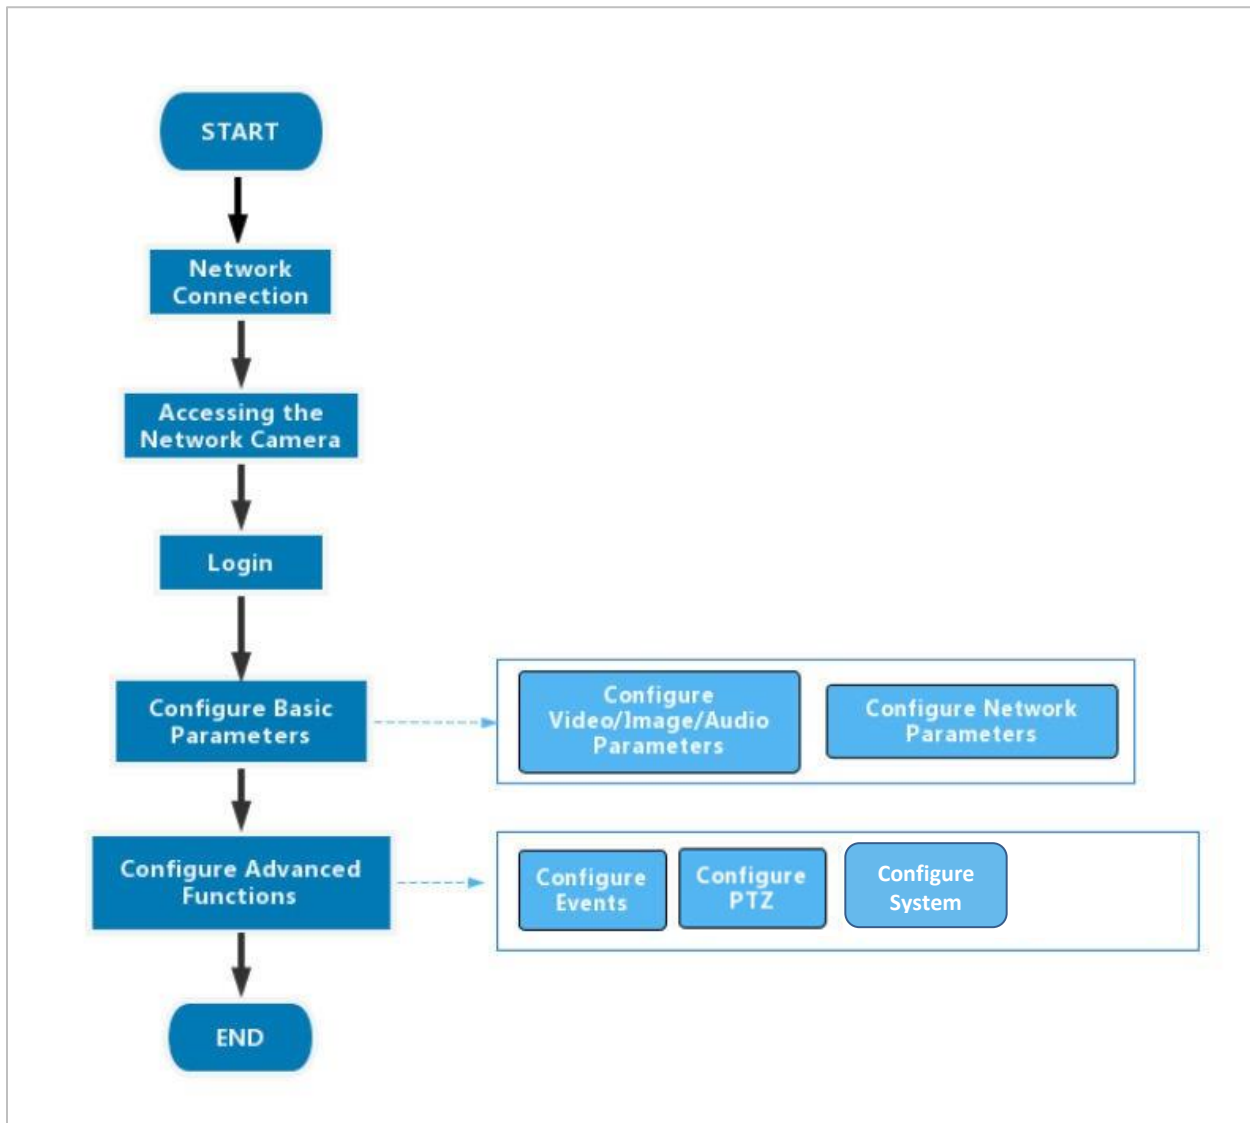 START
Network
Connection
Accessing the
Network Camera
Login
Configure Basic
Parameters
Configure
Video/Image/Audio
Parameters
Configure Network
Parameters
Configure Advanced
Functions
Configure
Events
Configure
PTZ
Configure
System
END